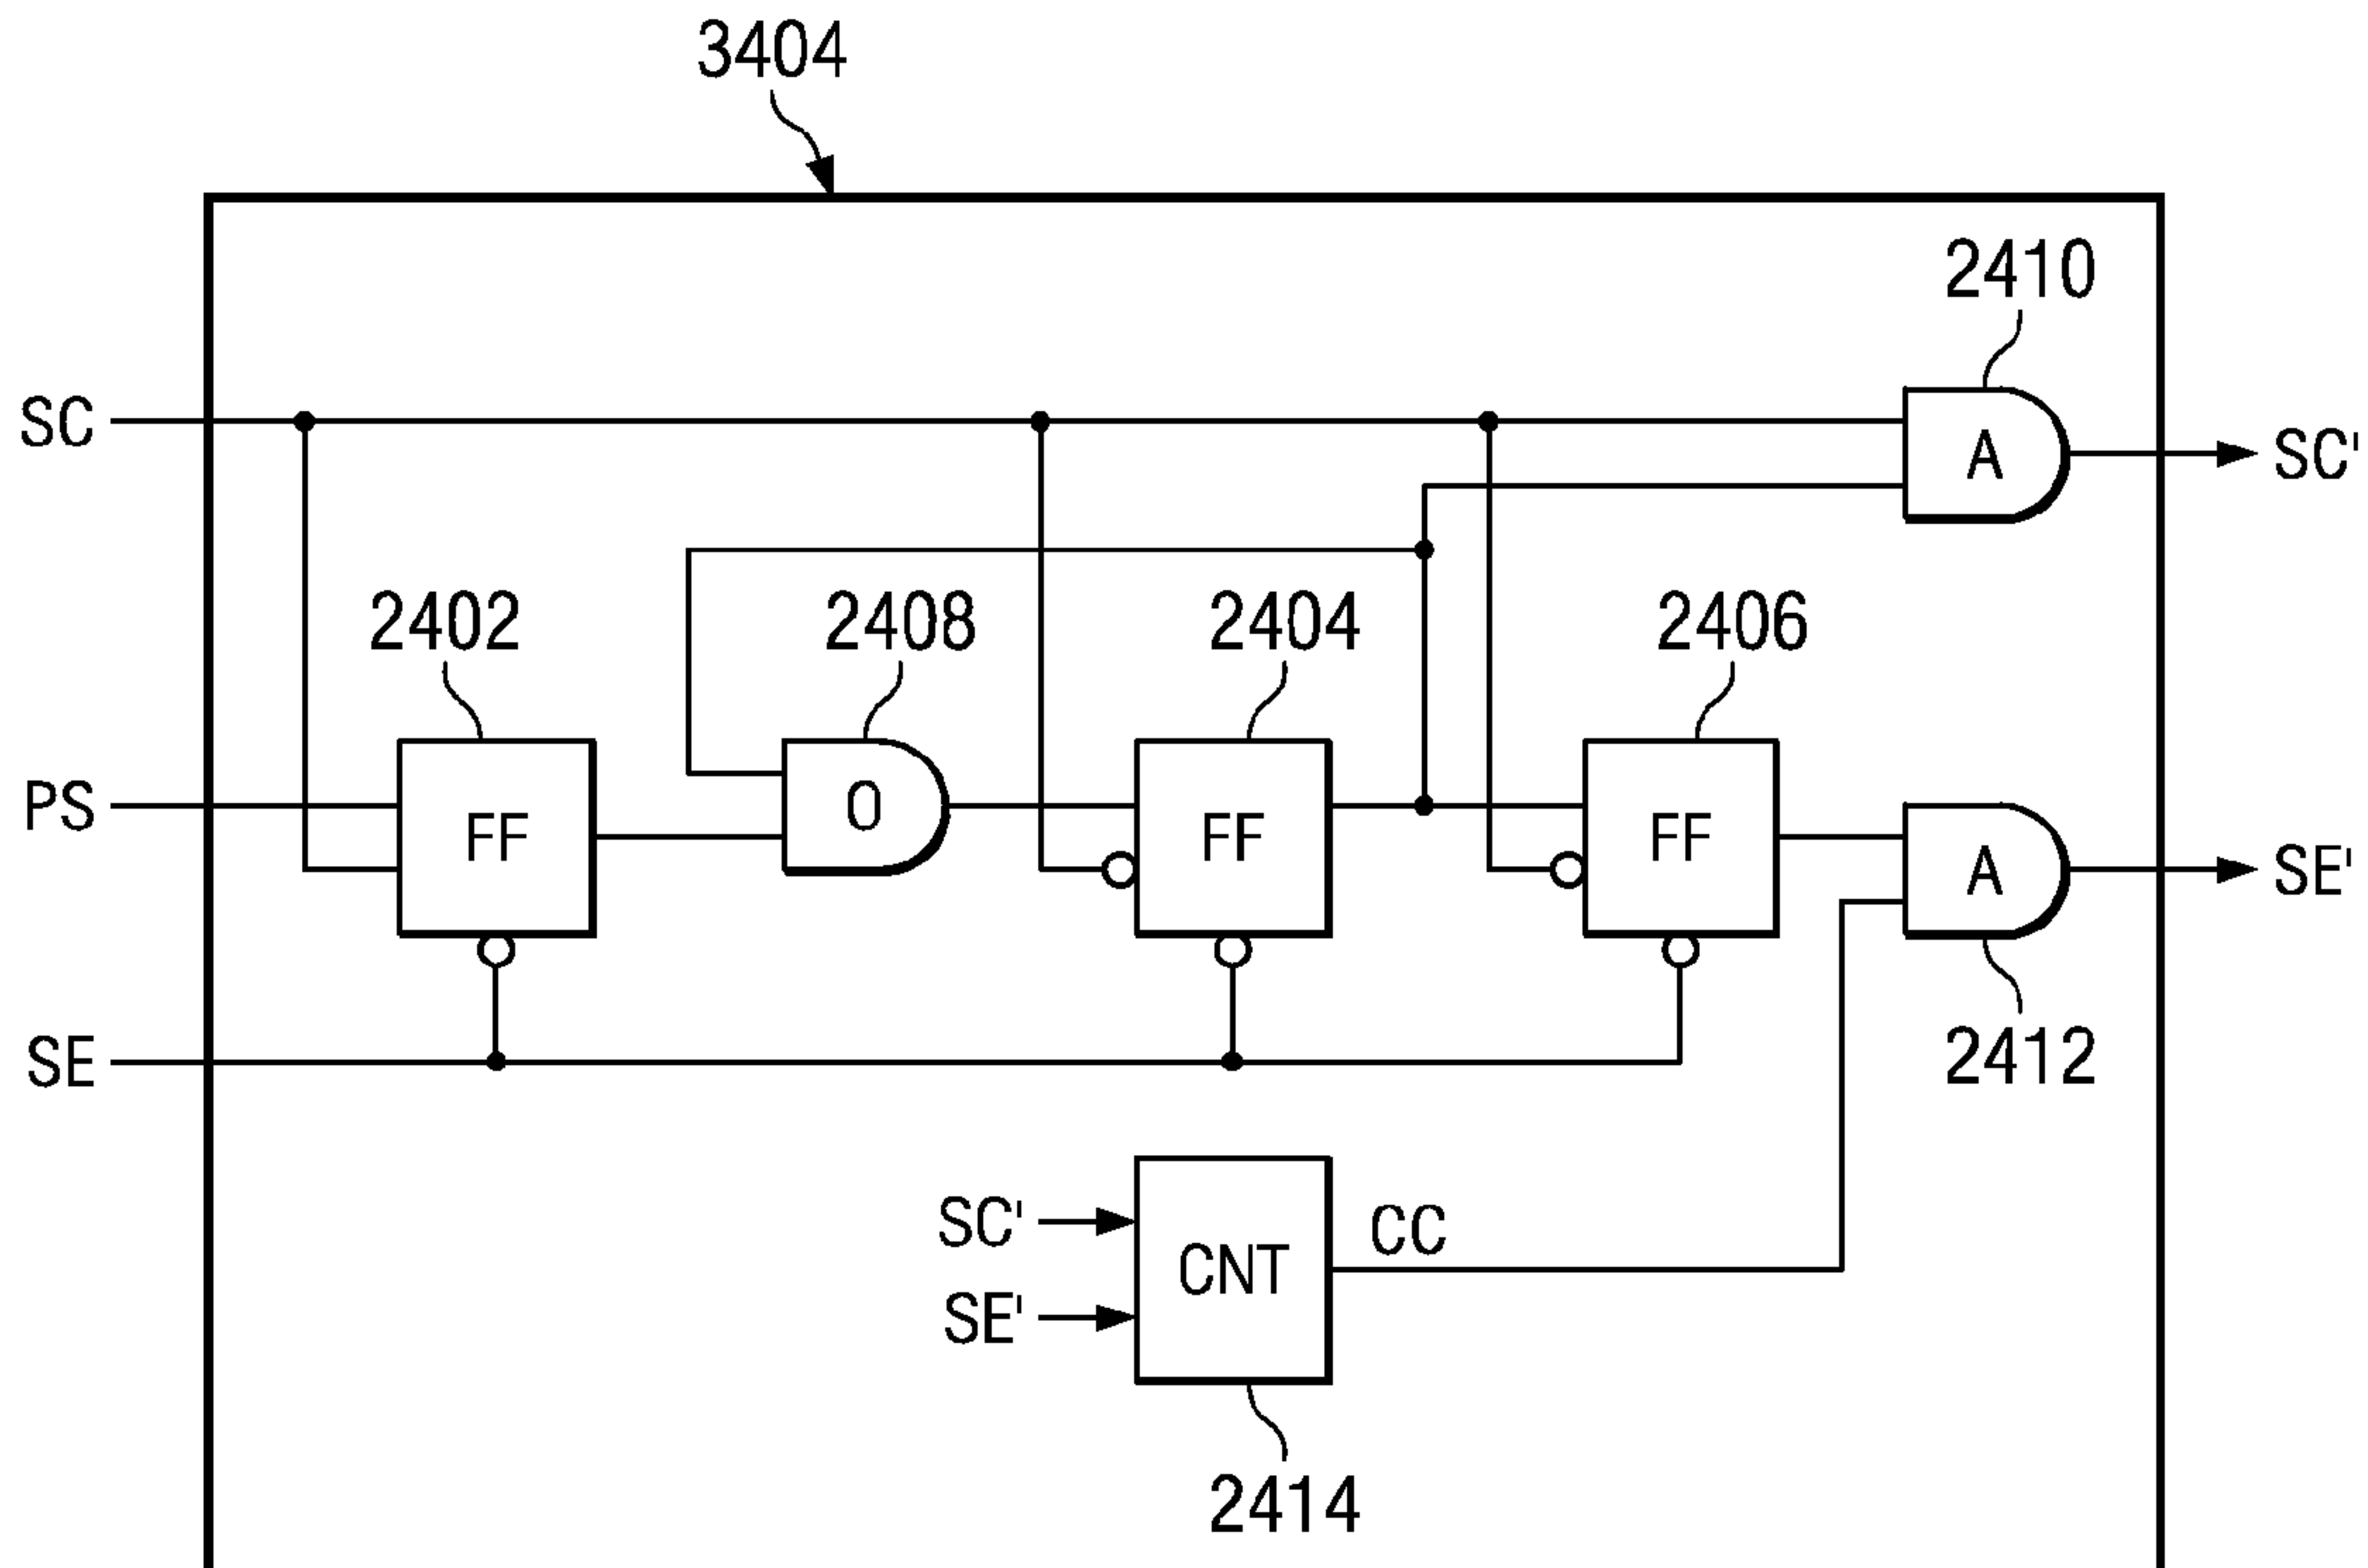 3404
2410
SC
A
SC'
2402
2408
2404
2406
PS
FF
O
FF
FF
A
SE'
SE
2412
SC'
CNT
CC
SE'
2414